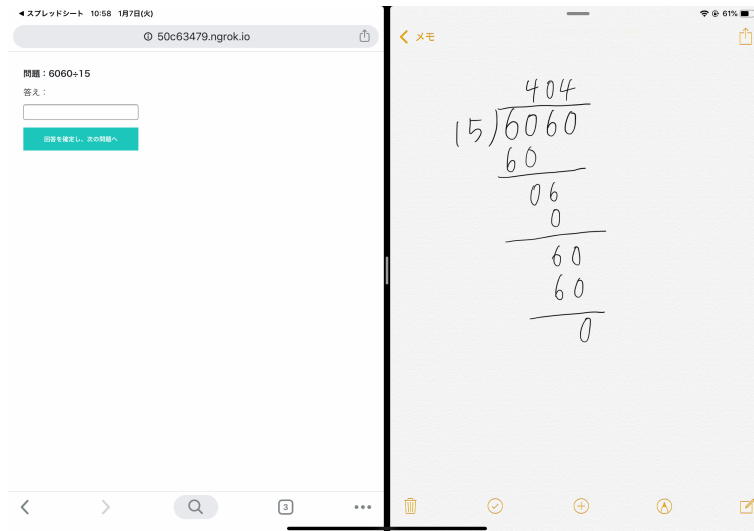 ◀ スプレッドシート 10:58 1月7日(火)
50c63479.ngrok.io
問題：6060÷15
答え：
回答を確定し、次の問題へ
3
61%
メモ
404
15)6060
60
06
0
60
60
0